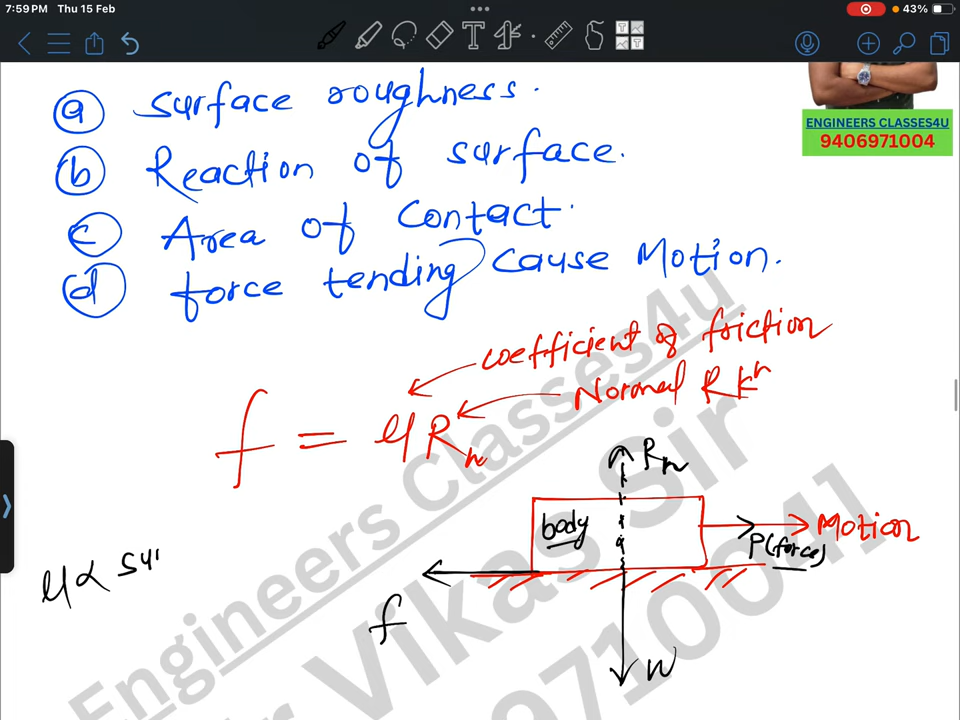 7:59 PM Thu 15 Feb
43%
ENGINEERS CLASSES4U
9406971004
a surface roughness.
b Reaction of surface.
c Area of contact.
d force tending cause Motion.
coefficient of friction
Normal RKⁿ
f = μRₙ
Rₙ
body
Motion
P(force)
μ∝ su
f
W
Engineers Classes4u
Vikas Sir